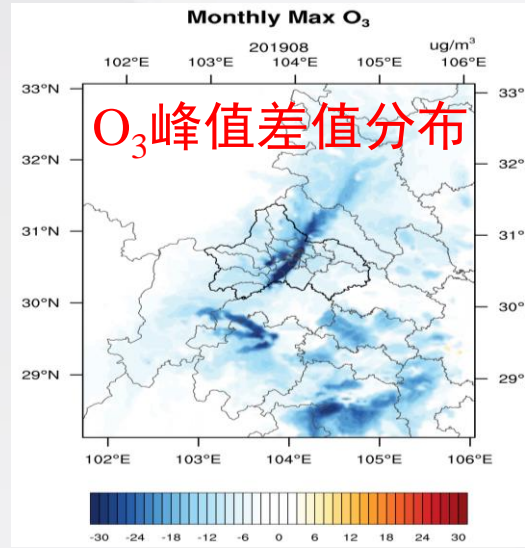 Monthly Max O₃
201908 ug/m³
102°E 103°E 104°E 105°E 106°E
O₃峰值差值分布
33°N 33°
32°N 32°
31°N 31°
30°N 30°
29°N 29°
102°E 103°E 104°E 105°E 106°E
-30 -24 -18 -12 -6 0 6 12 18 24 30